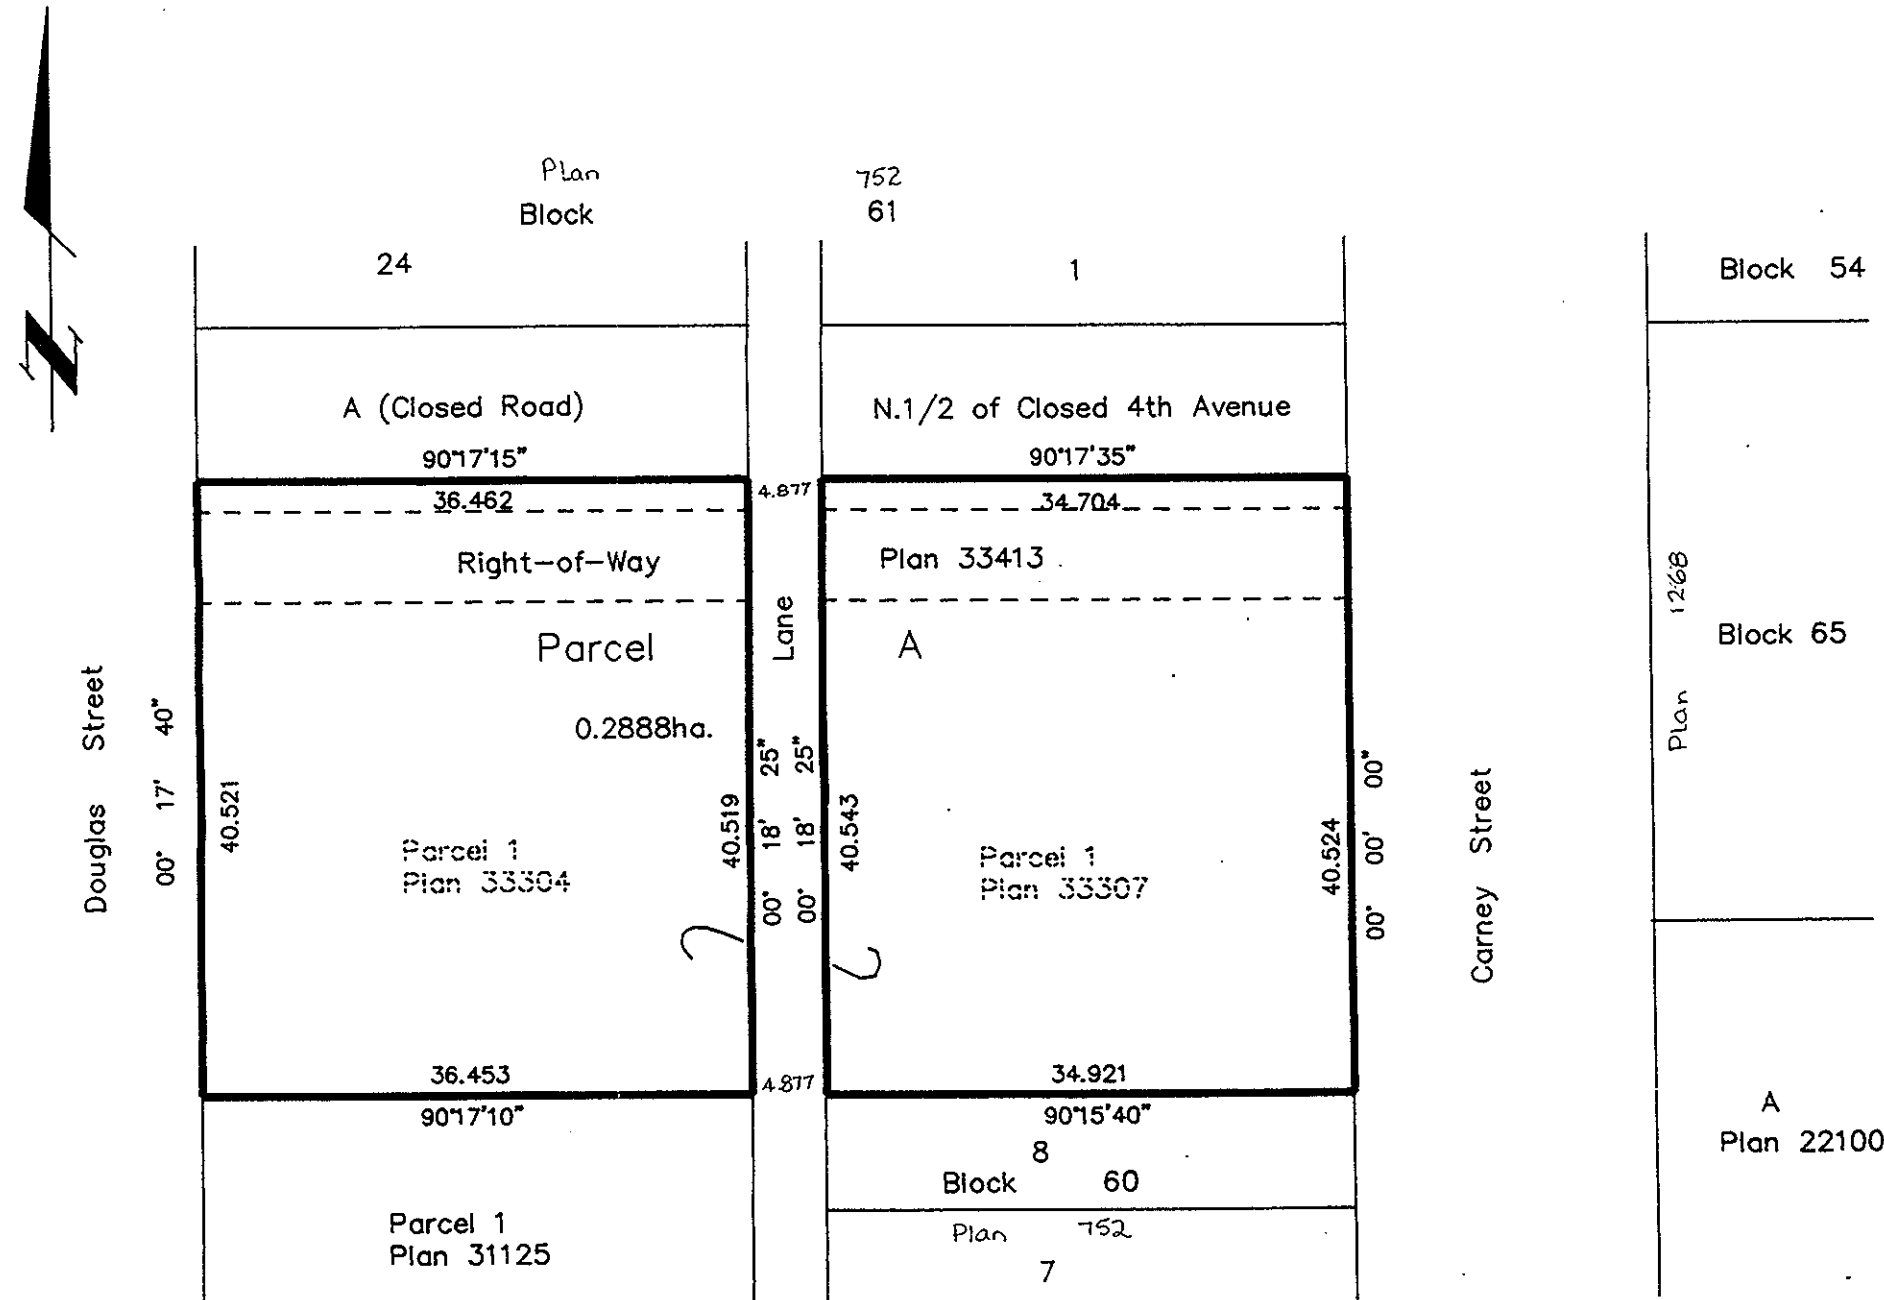 Plan 752
Block 61
24
1
Block 54
N
A (Closed Road)
N.1/2 of Closed 4th Avenue
90°17'15"
90°17'35"
36.462
4.877
34.704
Right-of-Way
Plan 33413
Lane
Parcel A
0.2888ha.
Plan 1268
Block 65
Douglas Street
00° 17' 40"
40.521
40.519
00° 18' 25"
00° 18' 25"
40.543
40.524
00° 00' 00"
Carney Street
Parcel 1
Plan 33304
Parcel 1
Plan 33307
36.453
4.877
34.921
90°17'10"
90°15'40"
8
Block 60
Plan 752
7
Parcel 1
Plan 31125
A
Plan 22100